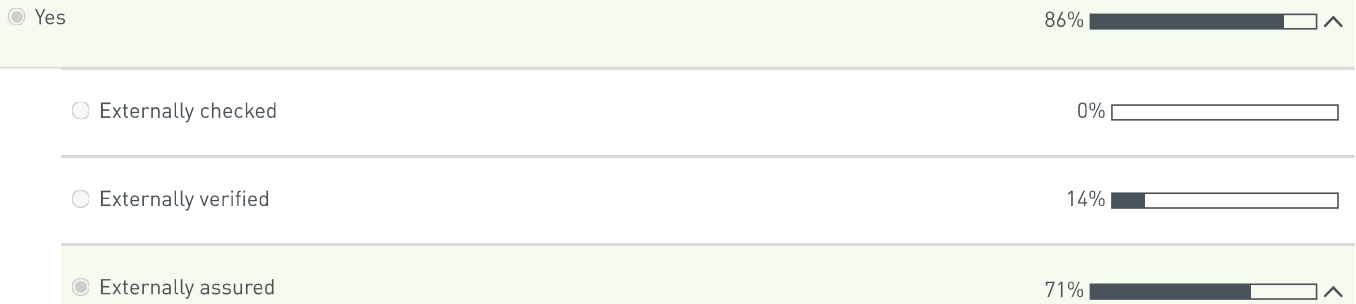 Yes 86%
Externally checked 0%
Externally verified 14%
Externally assured 71%